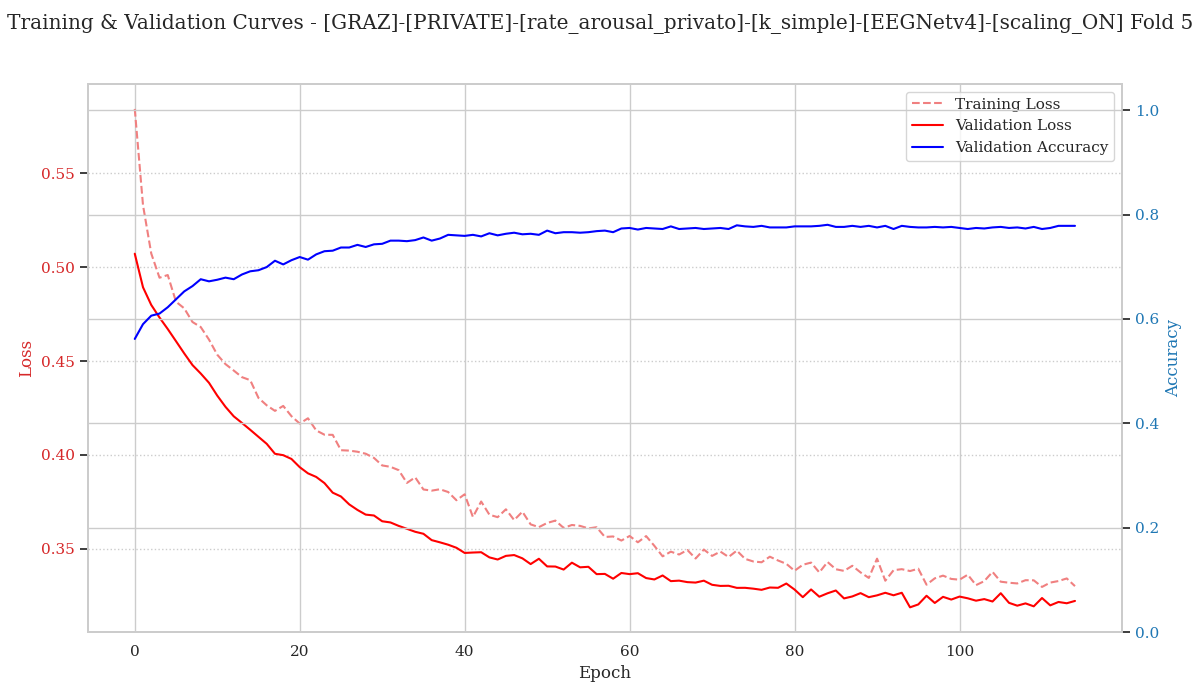 Training & Validation Curves - [GRAZ]-[PRIVATE]-[rate_arousal_privato]-[k_simple]-[EEGNetv4]-[scaling_ON] Fold 5
Training Loss
Validation Loss
Validation Accuracy
Loss
0.55
0.50
0.45
0.40
0.35
1.0
0.8
0.6
0.4
0.2
0.0
Accuracy
0 20 40 60 80 100
Epoch